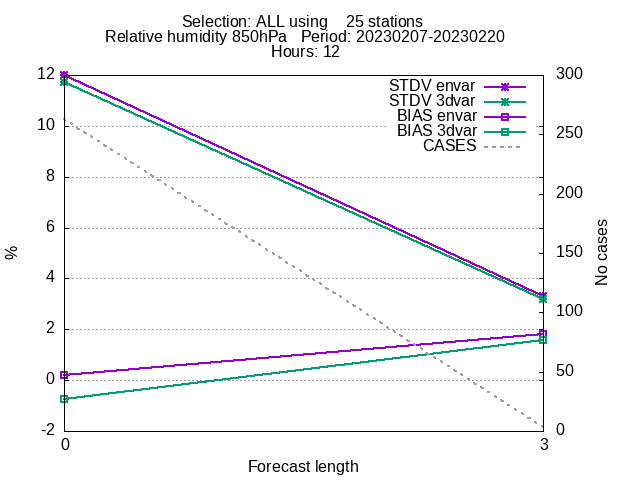 Selection: ALL using    25 stations
Relative humidity 850hPa   Period: 20230207-20230220
Hours: 12
12
10
8
6
4
2
0
-2
%
STDV envar
STDV 3dvar
BIAS envar
BIAS 3dvar
CASES
300
250
200
150
100
50
0
No cases
0
3
Forecast length